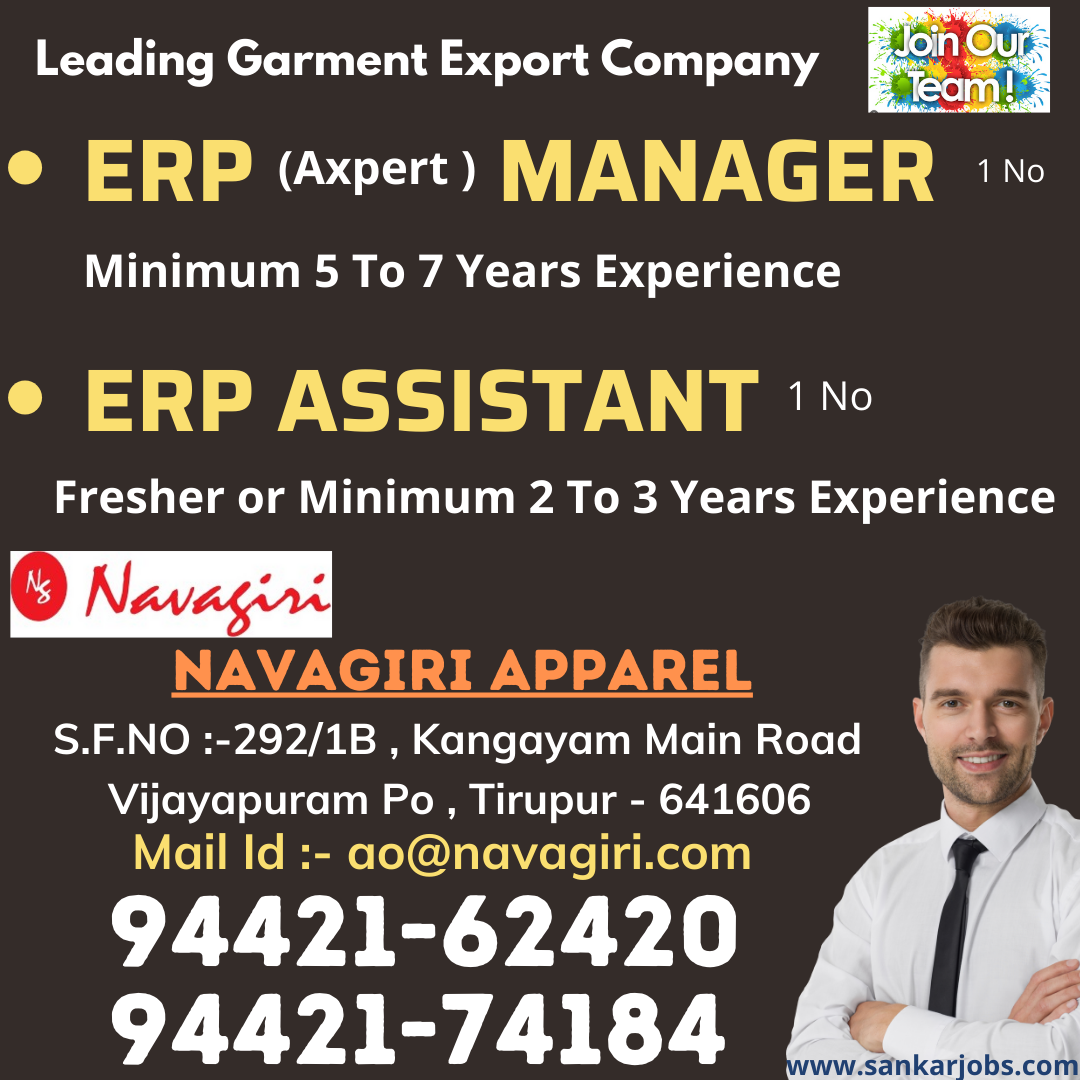 Leading Garment Export Company
Join Our
Team!
• ERP (Axpert ) MANAGER 1 No
Minimum 5 To 7 Years Experience
• ERP ASSISTANT 1 No
Fresher or Minimum 2 To 3 Years Experience
Ng Navagiri
NAVAGIRI APPAREL
S.F.NO :-292/1B , Kangayam Main Road
Vijayapuram Po , Tirupur - 641606
Mail Id :- ao@navagiri.com
94421-62420
94421-74184
www.sankarjobs.com